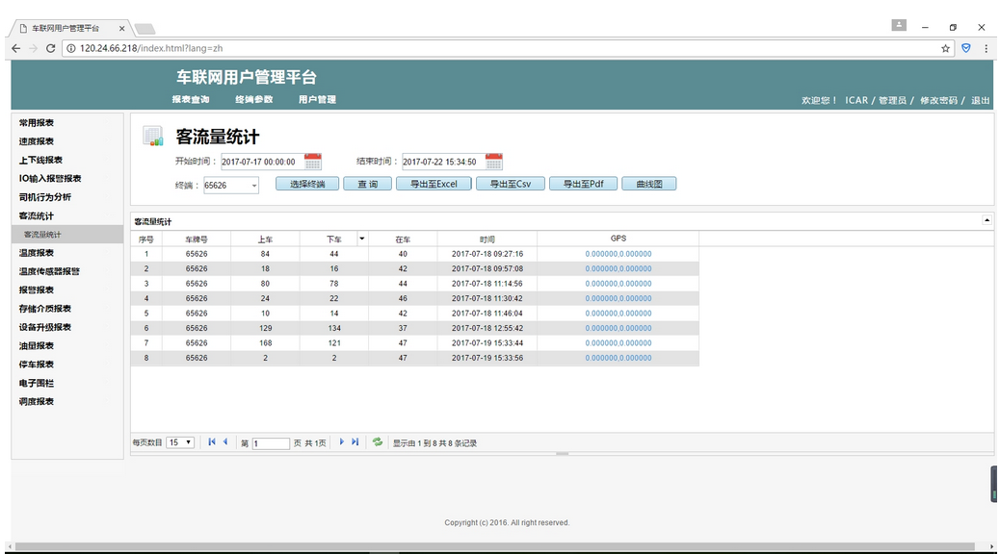 车联网用户管理平台
120.24.66.218/index.html?lang=zh
车联网用户管理平台
报表查询 终端参数 用户管理
欢迎您！ ICAR / 管理员 / 修改密码 / 退出
常用报表
速度报表
上下线报表
IO输入报警报表
司机行为分析
客流统计
客流量统计
温度报表
温度传感器报警
报警报表
存储介质报表
设备升级报表
油量报表
停车报表
电子围栏
调度报表
客流量统计
开始时间： 2017-07-17 00:00:00 结束时间： 2017-07-22 15:34:50
终端： 65626 选择终端 查 询 导出至Excel 导出至Csv 导出至Pdf 曲线图
客流量统计
序号 车牌号 上车 下车 在车 时间 GPS
1 65626 84 44 40 2017-07-18 09:27:16 0.000000,0.000000
2 65626 18 16 42 2017-07-18 09:57:08 0.000000,0.000000
3 65626 80 78 44 2017-07-18 11:14:56 0.000000,0.000000
4 65626 24 22 46 2017-07-18 11:30:42 0.000000,0.000000
5 65626 10 14 42 2017-07-18 11:46:04 0.000000,0.000000
6 65626 129 134 37 2017-07-18 12:55:42 0.000000,0.000000
7 65626 168 121 47 2017-07-19 15:33:44 0.000000,0.000000
8 65626 2 2 47 2017-07-19 15:33:56 0.000000,0.000000
每页数目 15 第 1 页 共 1页 显示由 1 到 8 共 8 条记录
Copyright (c) 2016. All right reserved.